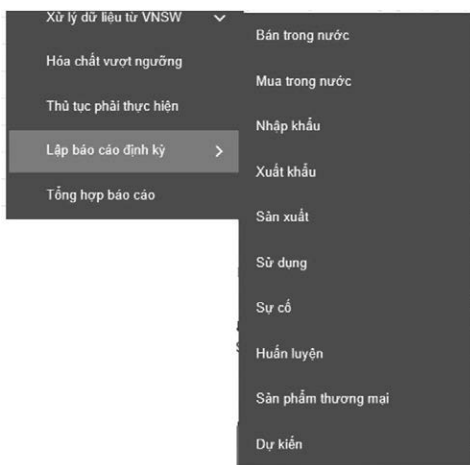 Xử lý dữ liệu từ VNSW
Hóa chất vượt ngưỡng
Thủ tục phải thực hiện
Lập báo cáo định kỳ
Tổng hợp báo cáo
Bán trong nước
Mua trong nước
Nhập khẩu
Xuất khẩu
Sản xuất
Sử dụng
Sự cố
Huấn luyện
Sản phẩm thương mại
Dự kiến